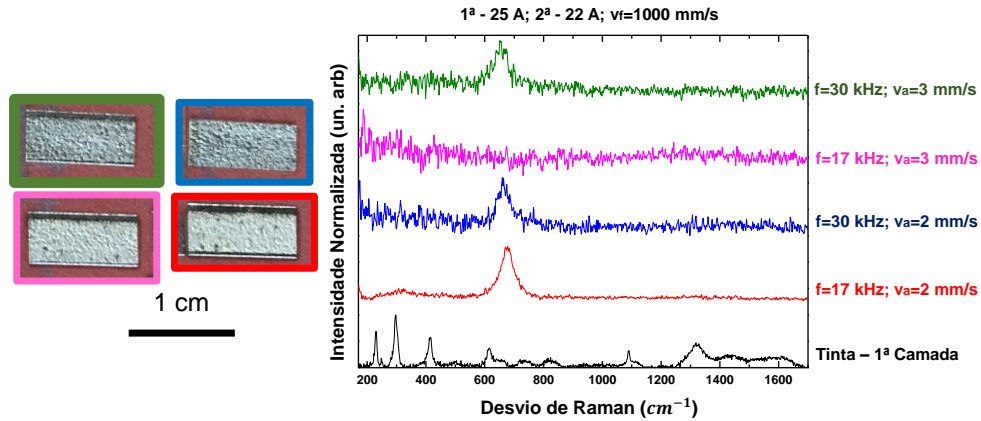 1ª - 25 A; 2ª - 22 A; vf=1000 mm/s
Intensidade Normalizada (un. arb)
f=30 kHz; va=3 mm/s
f=17 kHz; va=3 mm/s
f=30 kHz; va=2 mm/s
f=17 kHz; va=2 mm/s
Tinta – 1ª Camada
1 cm
200 400 600 800 1000 1200 1400 1600
Desvio de Raman (cm⁻¹)